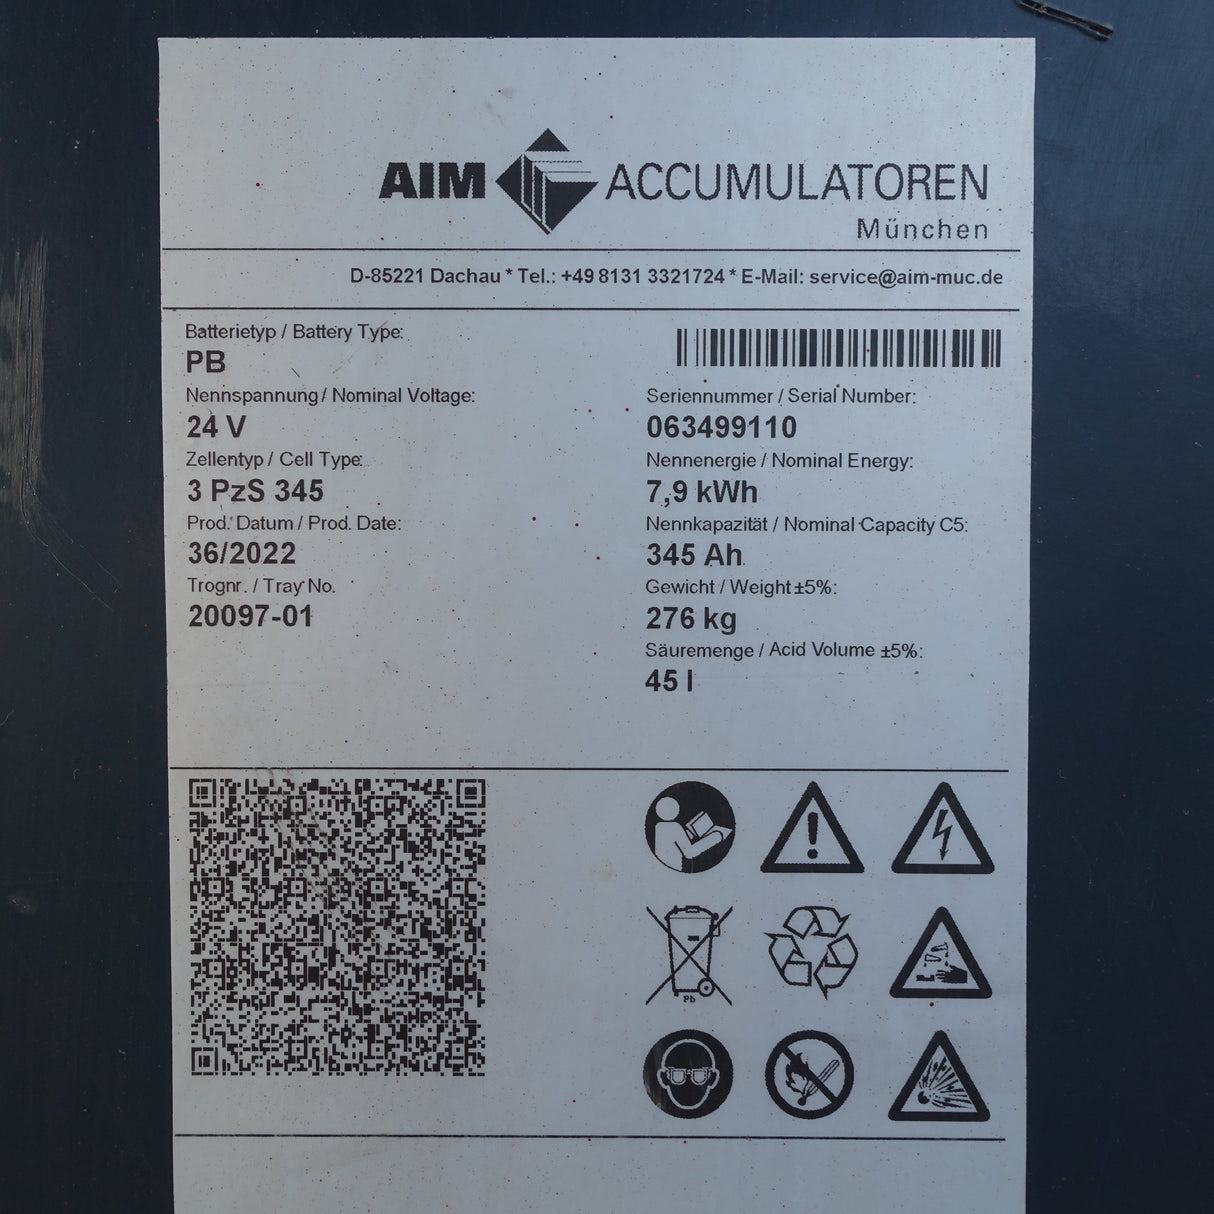 AIM ACCUMULATOREN
München
D-85221 Dachau * Tel.: +49 8131 3321724 * E-Mail: service@aim-muc.de
Batterietyp / Battery Type:
PB
Nennspannung / Nominal Voltage:
24 V
Zellentyp / Cell Type:
3 PzS 345
Prod. Datum / Prod. Date:
36/2022
Trognr. / Tray No.
20097-01
Seriennummer / Serial Number:
063499110
Nennenergie / Nominal Energy:
7,9 kWh
Nennkapazität / Nominal Capacity C5:
345 Ah
Gewicht / Weight ±5%:
276 kg
Säuremenge / Acid Volume ±5%:
45 l
Pb